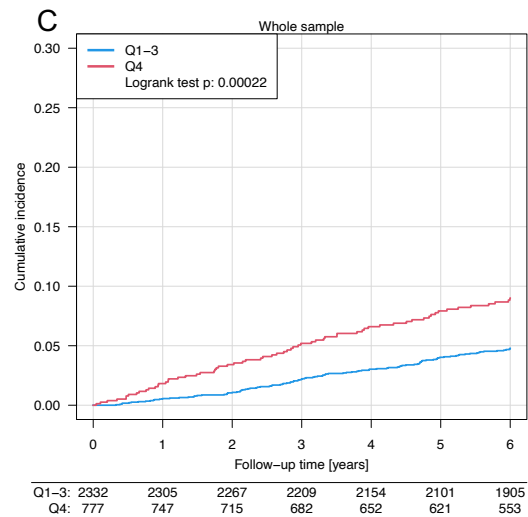 C
Whole sample
Q1−3
Q4
Logrank test p: 0.00022
0.30
0.25
0.20
0.15
0.10
0.05
0.00
Cumulative incidence
0 1 2 3 4 5 6
Follow−up time [years]
Q1−3: 2332 2305 2267 2209 2154 2101 1905
Q4: 777 747 715 682 652 621 553